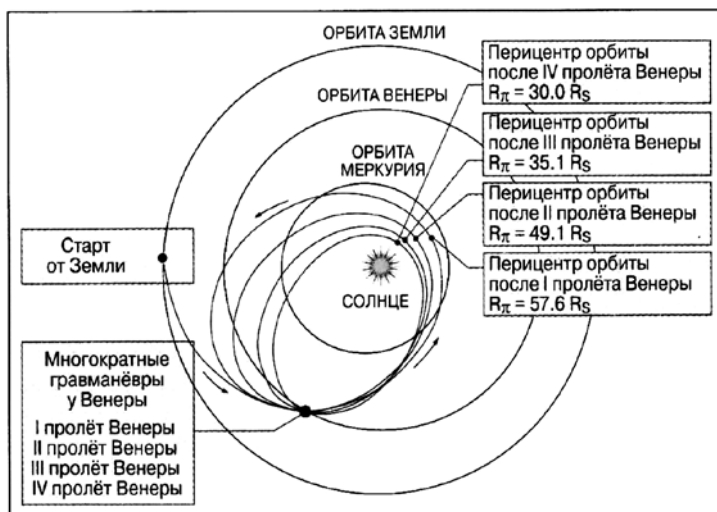 ОРБИТА ЗЕМЛИ
ОРБИТА ВЕНЕРЫ
ОРБИТА
МЕРКУРИЯ
СОЛНЦЕ
Перицентр орбиты
после IV пролёта Венеры
Rπ = 30.0 RS
Перицентр орбиты
после III пролёта Венеры
Rπ = 35.1 RS
Перицентр орбиты
после II пролёта Венеры
Rπ = 49.1 RS
Перицентр орбиты
после I пролёта Венеры
Rπ = 57.6 RS
Старт
от Земли
Многократные
гравманёвры
у Венеры
I пролёт Венеры
II пролёт Венеры
III пролёт Венеры
IV пролёт Венеры